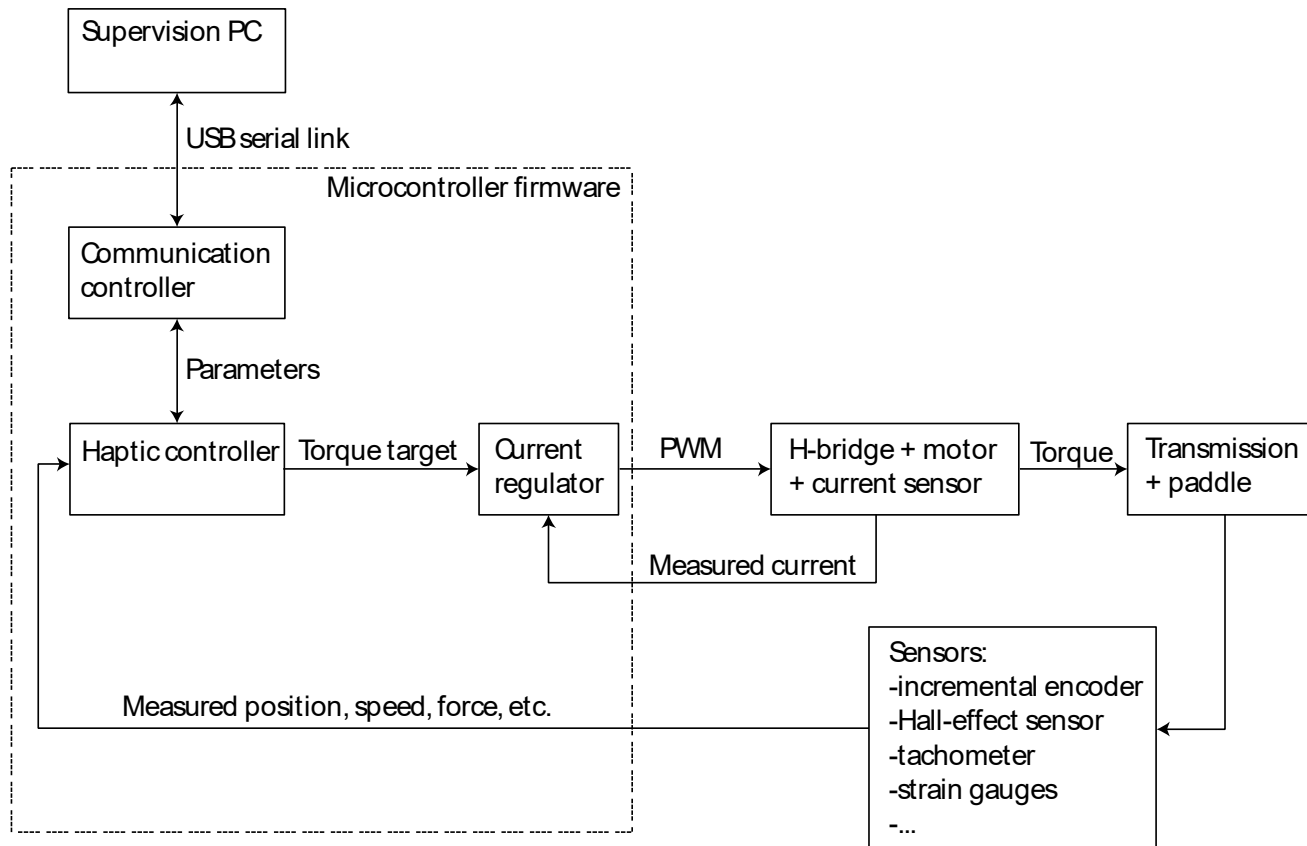 Supervision PC
USB serial link
Microcontroller firmware
Communication
controller
Parameters
Haptic controller
Torque target
Current
regulator
PWM
H-bridge + motor
+ current sensor
Torque
Transmission
+ paddle
Measured current
Sensors:
-incremental encoder
-Hall-effect sensor
-tachometer
-strain gauges
-...
Measured position, speed, force, etc.